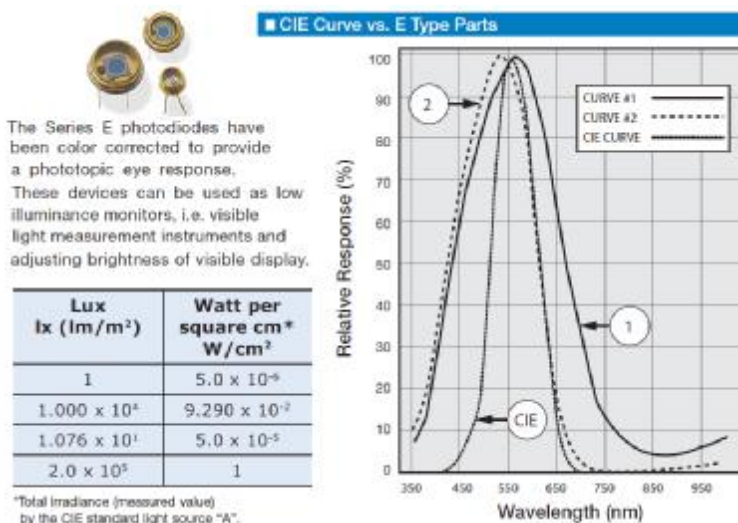 ■ CIE Curve vs. E Type Parts
The Series E photodiodes have
been color corrected to provide
a phototopic eye response.
These devices can be used as low
illuminance monitors, i.e. visible
light measurement instruments and
adjusting brightness of visible display.
Lux
lx (lm/m²)
Watt per
square cm*
W/cm²
1
5.0 x 10⁻⁶
1.000 x 10⁴
9.290 x 10⁻²
1.076 x 10¹
5.0 x 10⁻⁵
2.0 x 10⁵
1
*Total irradiance (measured value)
by the CIE standard light source "A".
Relative Response (%)
100
90
80
70
60
50
40
30
20
10
0
2
1
CIE
CURVE #1
CURVE #2
CIE CURVE
350 450 550 650 750 850 950
Wavelength (nm)